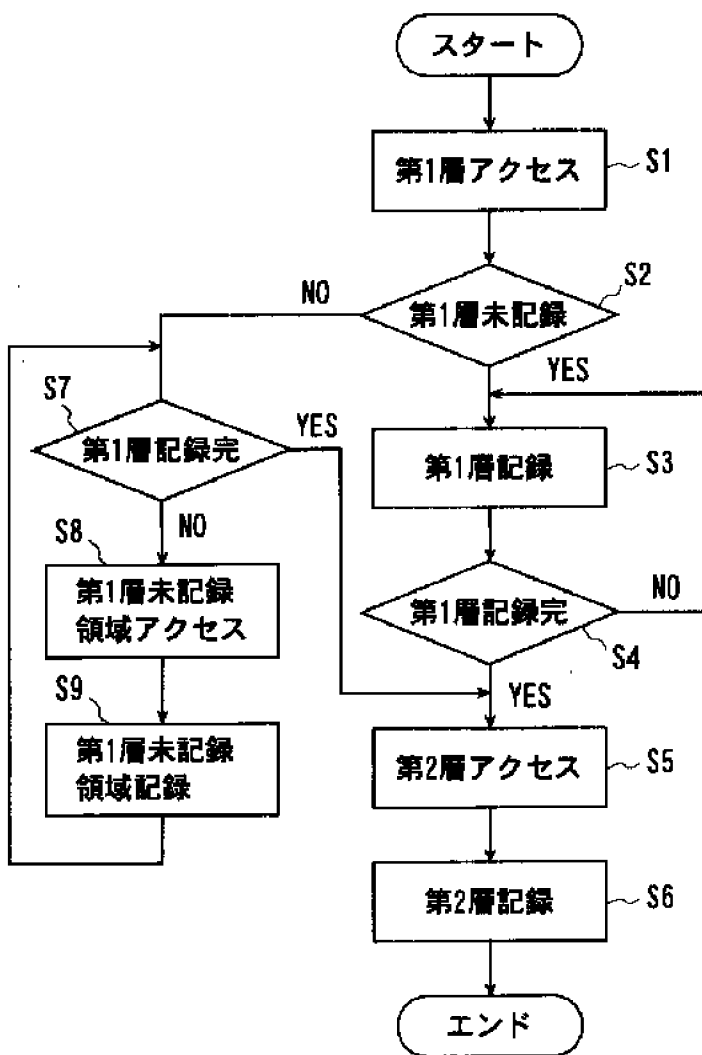 スタート
第1層アクセス
S1
第1層未記録
S2
NO
YES
S7
第1層記録完
YES
NO
第1層記録
S3
第1層記録完
S4
NO
YES
S8
第1層未記録
領域アクセス
S9
第1層未記録
領域記録
第2層アクセス
S5
第2層記録
S6
エンド